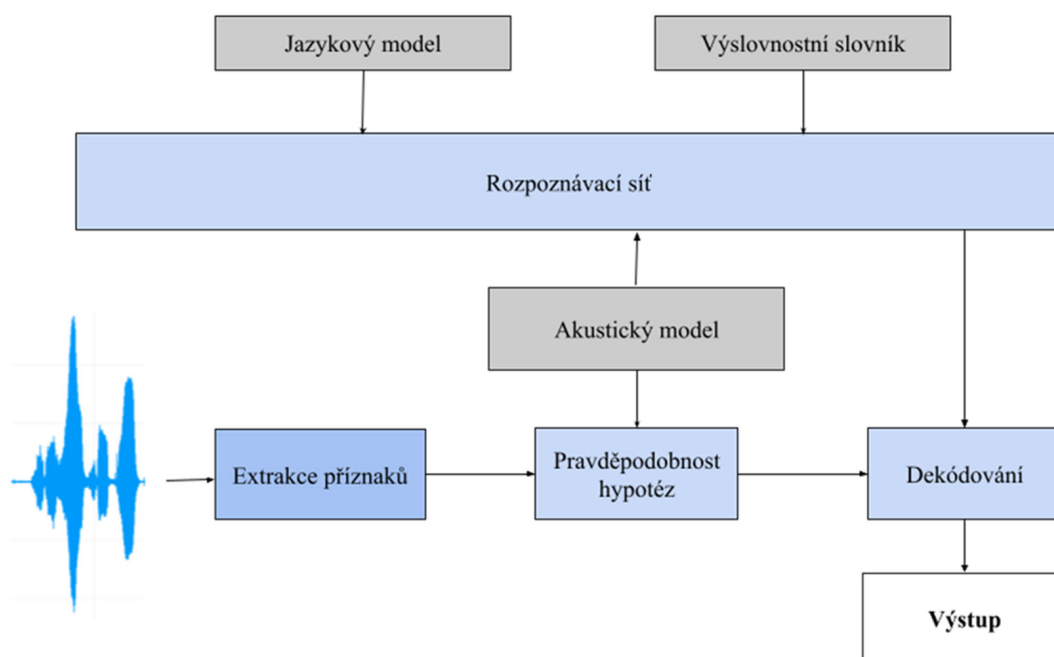 Jazykový model
Výslovnostní slovník
Rozpoznávací síť
Akustický model
Extrakce příznaků
Pravděpodobnost
hypotéz
Dekódování
Výstup